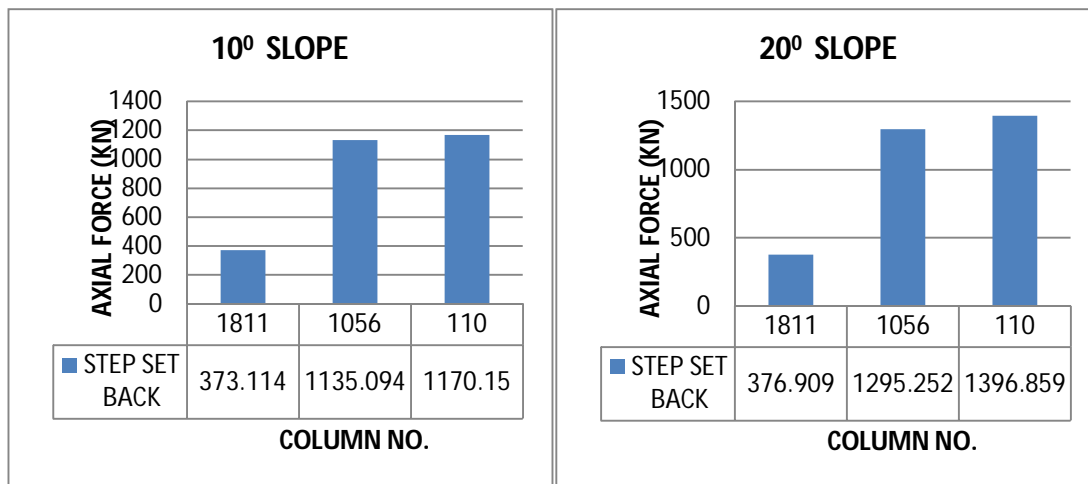 10⁰ SLOPE
AXIAL FORCE (KN)
1400
1200
1000
800
600
400
200
0
1811 1056 110
STEP SET BACK 373.114 1135.094 1170.15
COLUMN NO.
20⁰ SLOPE
AXIAL FORCE (KN)
1500
1000
500
0
1811 1056 110
STEP SET BACK 376.909 1295.252 1396.859
COLUMN NO.